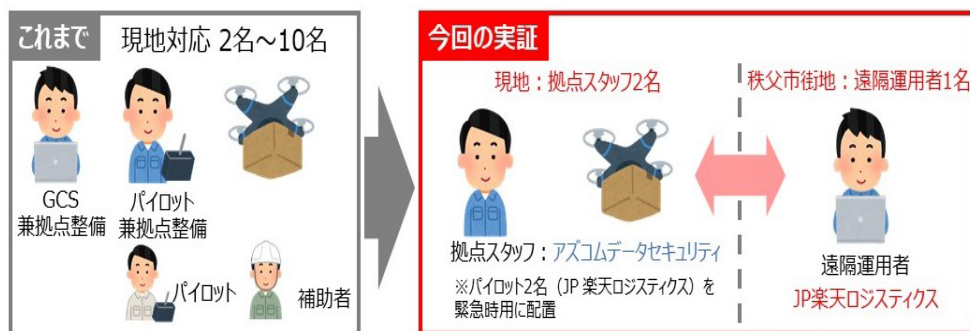 これまで
現地対応 2名～10名
GCS
兼拠点整備
パイロット
兼拠点整備
パイロット
補助者
今回の実証
現地：拠点スタッフ2名
秩父市街地：遠隔運用者1名
拠点スタッフ：アズコムデータセキュリティ
※パイロット2名（JP 楽天ロジスティクス）を
緊急時用に配置
遠隔運用者
JP楽天ロジスティクス